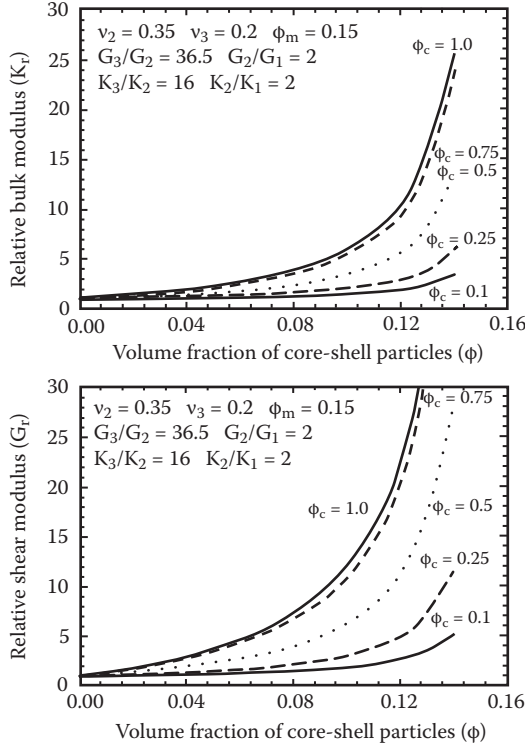 30
25
20
15
10
5
0
Relative bulk modulus (Kᵣ)
ν₂ = 0.35 ν₃ = 0.2 ϕₘ = 0.15
G₃/G₂ = 36.5 G₂/G₁ = 2
K₃/K₂ = 16 K₂/K₁ = 2
ϕc = 1.0
ϕc = 0.75
ϕc = 0.5
ϕc = 0.25
ϕc = 0.1
0.00 0.04 0.08 0.12 0.16
Volume fraction of core-shell particles (ϕ)
30
25
20
15
10
5
0
Relative shear modulus (Gᵣ)
ν₂ = 0.35 ν₃ = 0.2 ϕₘ = 0.15
G₃/G₂ = 36.5 G₂/G₁ = 2
K₃/K₂ = 16 K₂/K₁ = 2
ϕc = 0.75
ϕc = 1.0
ϕc = 0.5
ϕc = 0.25
ϕc = 0.1
0.00 0.04 0.08 0.12 0.16
Volume fraction of core-shell particles (ϕ)